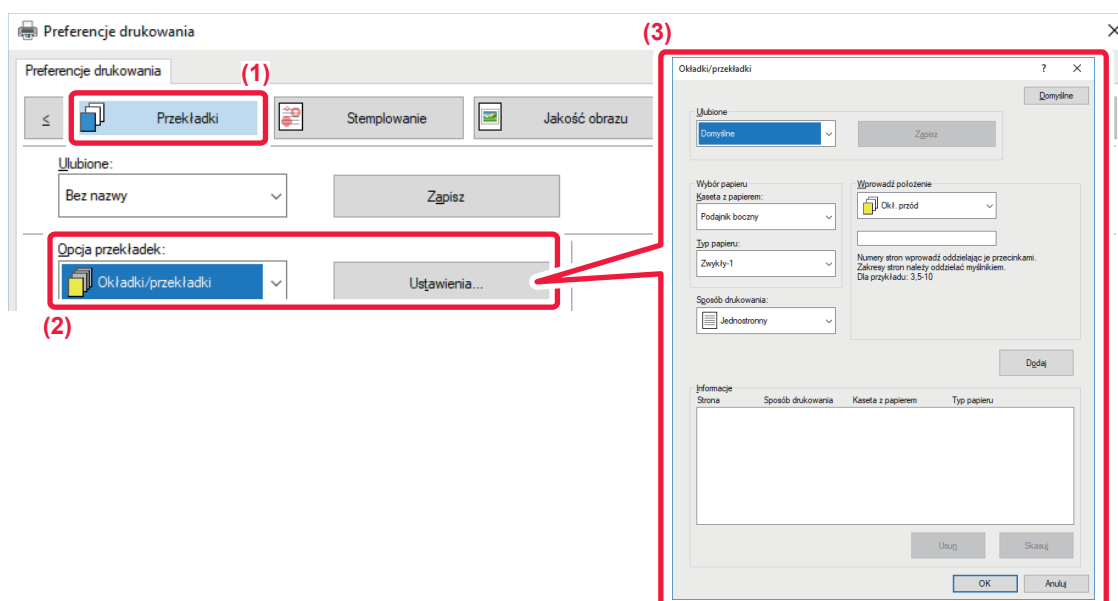 Preferencje drukowania
Preferencje drukowania
(1)
≤
Przekładki
Stemplowanie
Jakość obrazu
Ulubione:
Bez nazwy
Zapisz
Opcja przekładek:
Okładki/przekładki
Ustawienia...
(2)
(3)
Okładki/przekładki
?
Domyślne
Ulubione
Domyślne
Zapisz
Wybór papieru
Kaseta z papierem:
Podajnik boczny
Typ papieru:
Zwykły-1
Wprowadź położenie
Okł. przód
Numery stron wprowadź oddzielając je przecinkami.
Zakresy stron należy oddzielać myślnikiem.
Dla przykładu: 3,5-10
Sposób drukowania:
Jednostronny
Dodaj
Informacje
Strona Sposób drukowania Kaseta z papierem Typ papieru
Usuń Skasuj
OK Anuluj